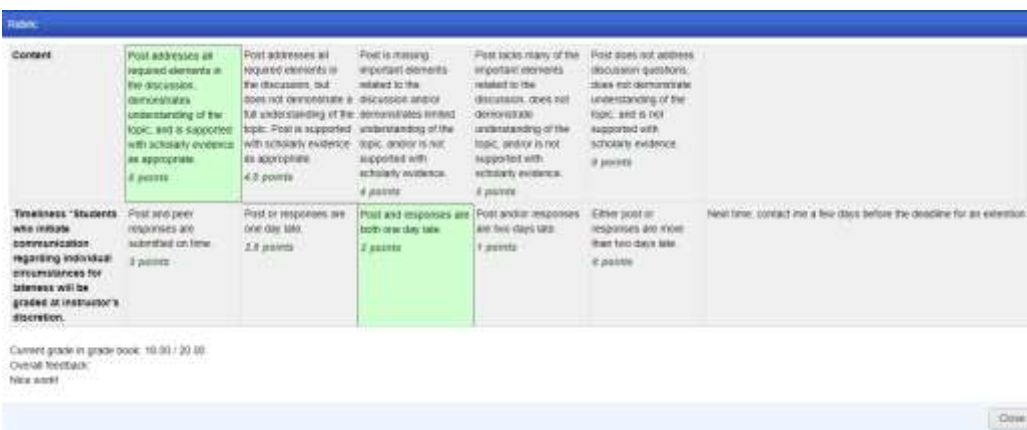 Rubric
Content
Post addresses all
required elements in
the discussion,
demonstrates
understanding of the
topic, and is supported
with scholarly evidence
as appropriate.
Post addresses all
required elements in
the discussion, but
does not demonstrate a
full understanding of the
topic. Post is supported
with scholarly evidence
as appropriate
4.5 points
Post is missing
important elements
related to the
discussion and/or
demonstrates limited
understanding of the
topic, and/or is not
supported with
scholarly evidence.
4 points
Post lacks many of the
important elements
related to the
discussion, does not
demonstrate
understanding of the
topic, and/or is not
supported with
scholarly evidence.
Post does not address
discussion questions,
does not demonstrate
understanding of the
topic, and is not
supported with
scholarly evidence.
0 points
Timeliness *Students
who initiate
communication
regarding individual
circumstances for
lateness will be
graded at instructor's
discretion.
Post and peer
responses are
submitted on time.
3 points
Post or responses are
one day late.
2.5 points
Post and responses are
both one day late.
2 points
Post and/or responses
are two days late.
1 points
Either post or
responses are more
than two days late.
0 points
Next time, contact me a few days before the deadline for an extention
Current grade in grade book: / 20.00
Overall feedback:
Nice work!
Close